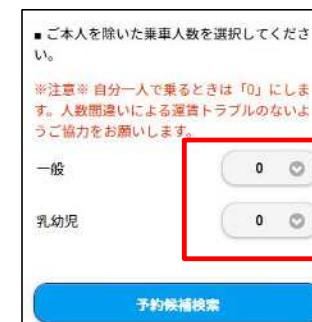 ■ ご本人を除いた乗車人数を選択してくださ
い。
※注意※ 自分一人で乗るときは「0」にしま
す。人数間違いによる運賃トラブルのないよ
うご協力をお願いします。
一般 0
乳幼児 0
予約候補検索